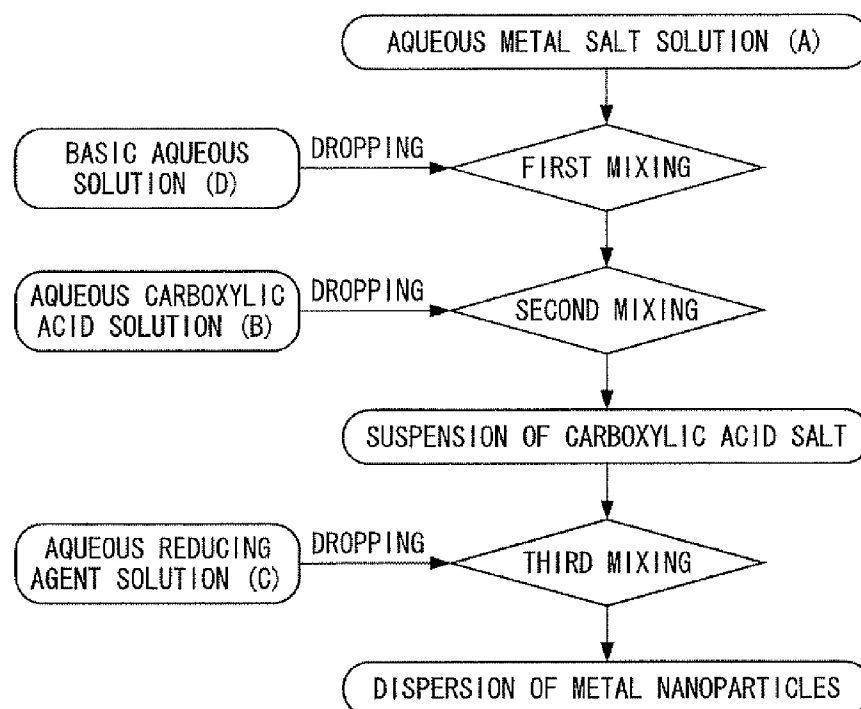 AQUEOUS METAL SALT SOLUTION (A)
BASIC AQUEOUS
SOLUTION (D)
DROPPING
FIRST MIXING
AQUEOUS CARBOXYLIC
ACID SOLUTION (B)
DROPPING
SECOND MIXING
SUSPENSION OF CARBOXYLIC ACID SALT
AQUEOUS REDUCING
AGENT SOLUTION (C)
DROPPING
THIRD MIXING
DISPERSION OF METAL NANOPARTICLES